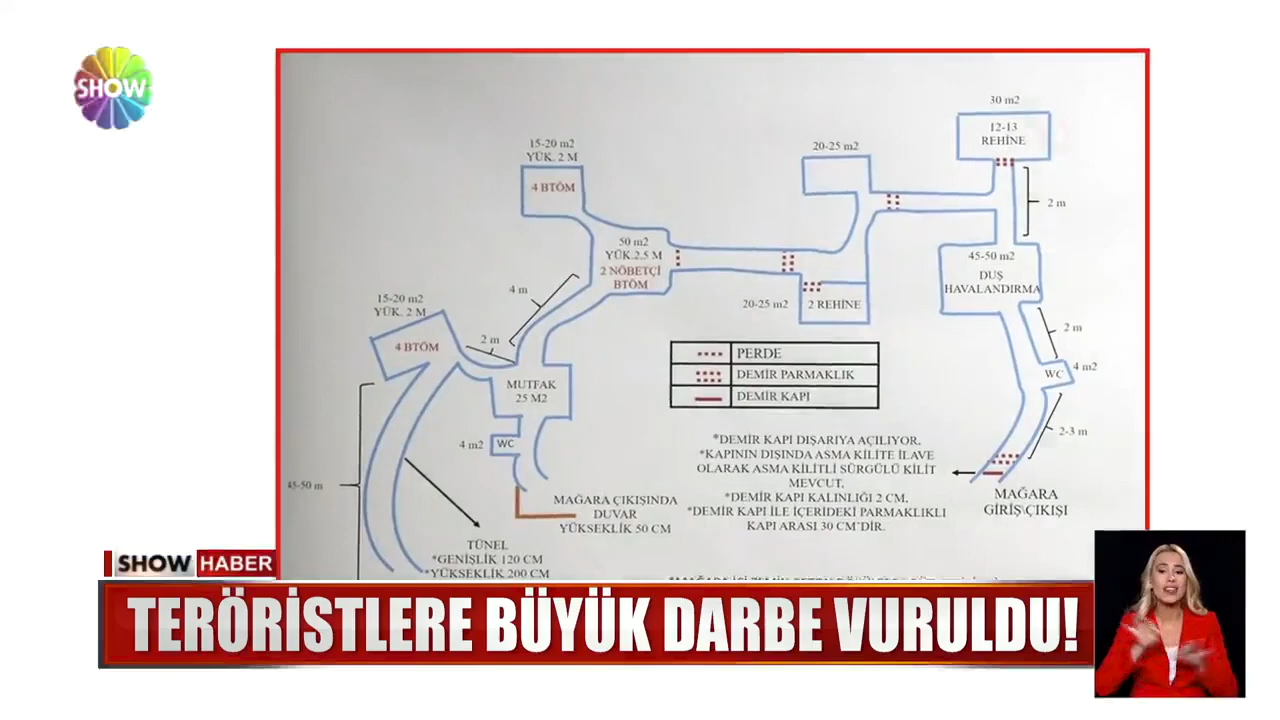 SHOW
30 m2
12-13
REHİNE
15-20 m2
YÜK. 2 M
4 BTÖM
20-25 m2
2 m
50 m2
YÜK.2.5 M
2 NÖBETÇİ
BTÖM
45-50 m2
DUŞ
HAVALANDIRMA
4 m
15-20 m2
YÜK. 2 M
4 BTÖM
2 m
20-25 m2
2 REHİNE
2 m
PERDE
DEMİR PARMAKLIK
DEMİR KAPI
WC
4 m2
MUTFAK
25 M2
4 m2
WC
2-3 m
*DEMİR KAPI DIŞARIYA AÇILIYOR,
*KAPININ DIŞINDA ASMA KİLİTE İLAVE
OLARAK ASMA KİLİTLİ SÜRGÜLÜ KİLİT
MEVCUT,
*DEMİR KAPI KALINLIĞI 2 CM,
*DEMİR KAPI İLE İÇERİDEKİ PARMAKLIKLI
KAPI ARASI 30 CM'DİR.
45-50 m
MAĞARA ÇIKIŞINDA
DUVAR
YÜKSEKLİK 50 CM
MAĞARA
GİRİŞ\ÇIKIŞI
TÜNEL
*GENİŞLİK 120 CM
*YÜKSEKLİK 200 CM
SHOW HABER
TERÖRİSTLERE BÜYÜK DARBE VURULDU!